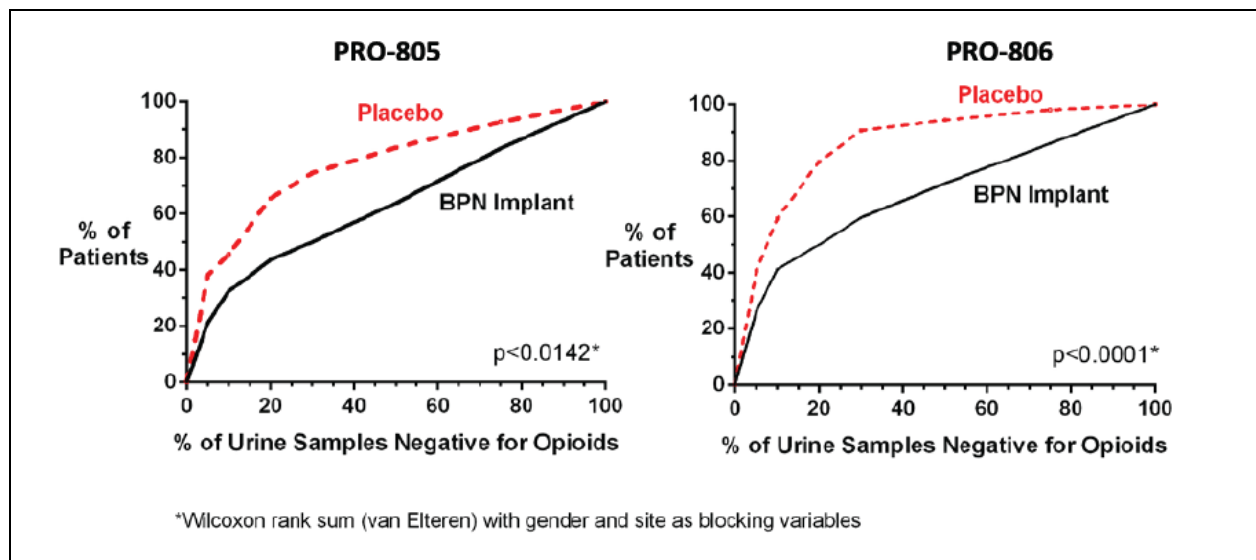 PRO-805
100
80
60
40
20
0
% of
Patients
Placebo
BPN Implant
p<0.0142*
0 20 40 60 80 100
% of Urine Samples Negative for Opioids
PRO-806
100
80
60
40
20
0
% of
Patients
Placebo
BPN Implant
p<0.0001*
0 20 40 60 80 100
% of Urine Samples Negative for Opioids
*Wilcoxon rank sum (van Elteren) with gender and site as blocking variables